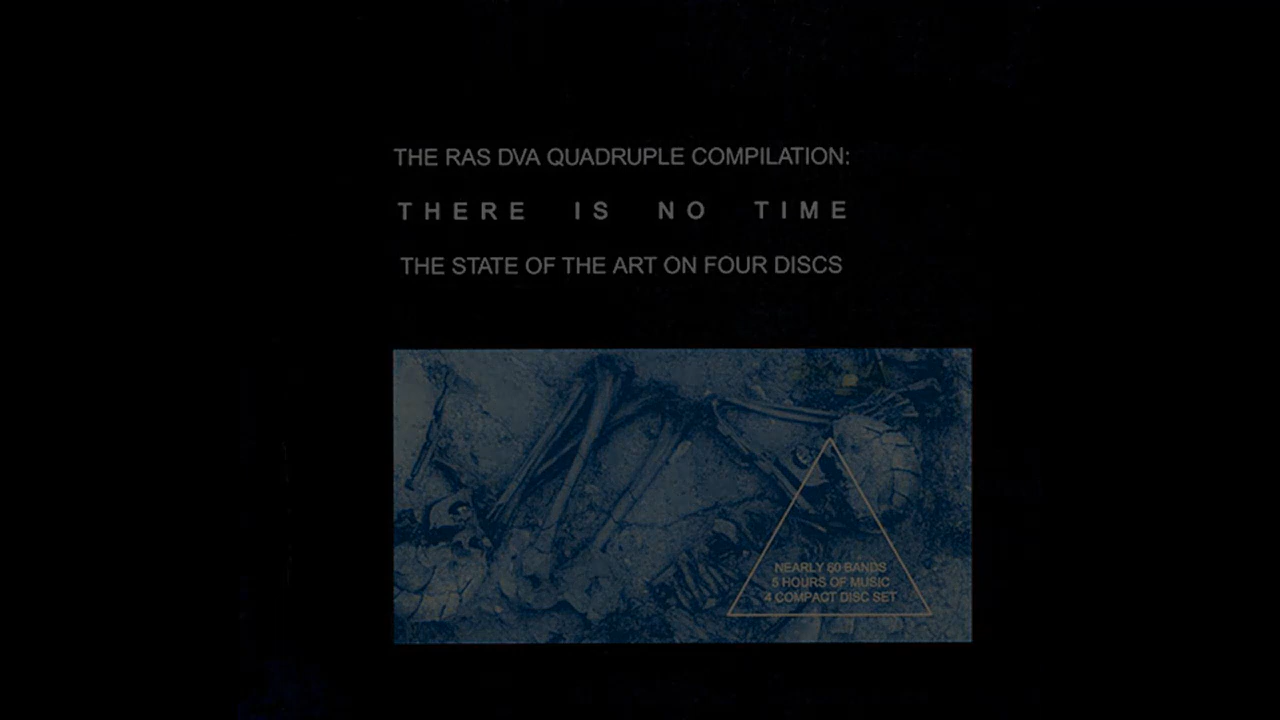 THE RAS DVA QUADRUPLE COMPILATION:
THERE IS NO TIME
THE STATE OF THE ART ON FOUR DISCS
NEARLY 60 BANDS
5 HOURS OF MUSIC
4 COMPACT DISC SET